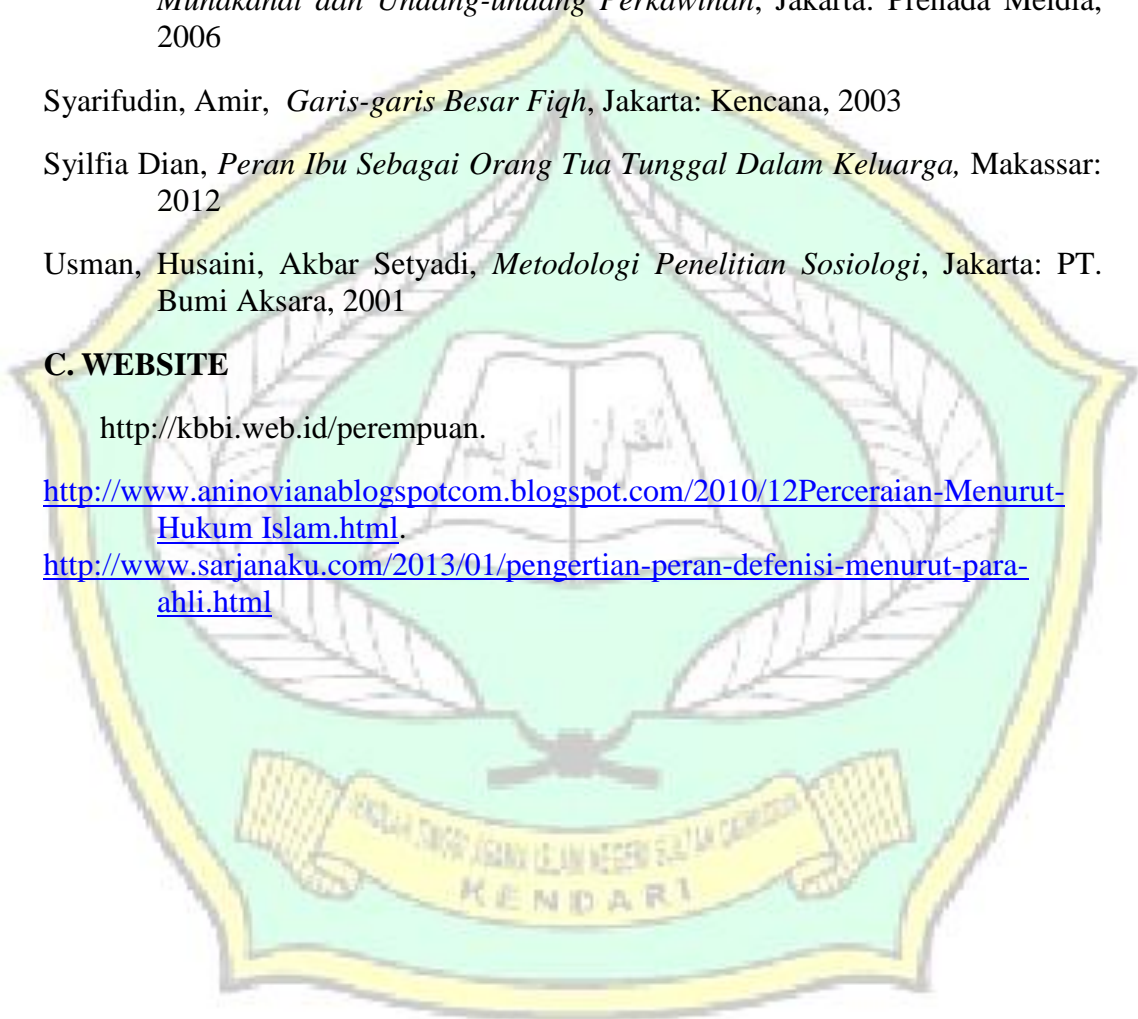 Munakahat dan Undang-undang Perkawinan, Jakarta: Prenada Meidia,
2006
Syarifudin, Amir, Garis-garis Besar Fiqh, Jakarta: Kencana, 2003
Syilfia Dian, Peran Ibu Sebagai Orang Tua Tunggal Dalam Keluarga, Makassar:
2012
Usman, Husaini, Akbar Setyadi, Metodologi Penelitian Sosiologi, Jakarta: PT.
Bumi Aksara, 2001
C. WEBSITE
http://kbbi.web.id/perempuan.
http://www.aninovianablogspotcom.blogspot.com/2010/12Perceraian-Menurut-
Hukum Islam.html.
http://www.sarjanaku.com/2013/01/pengertian-peran-defenisi-menurut-para-
ahli.html
KENDARI